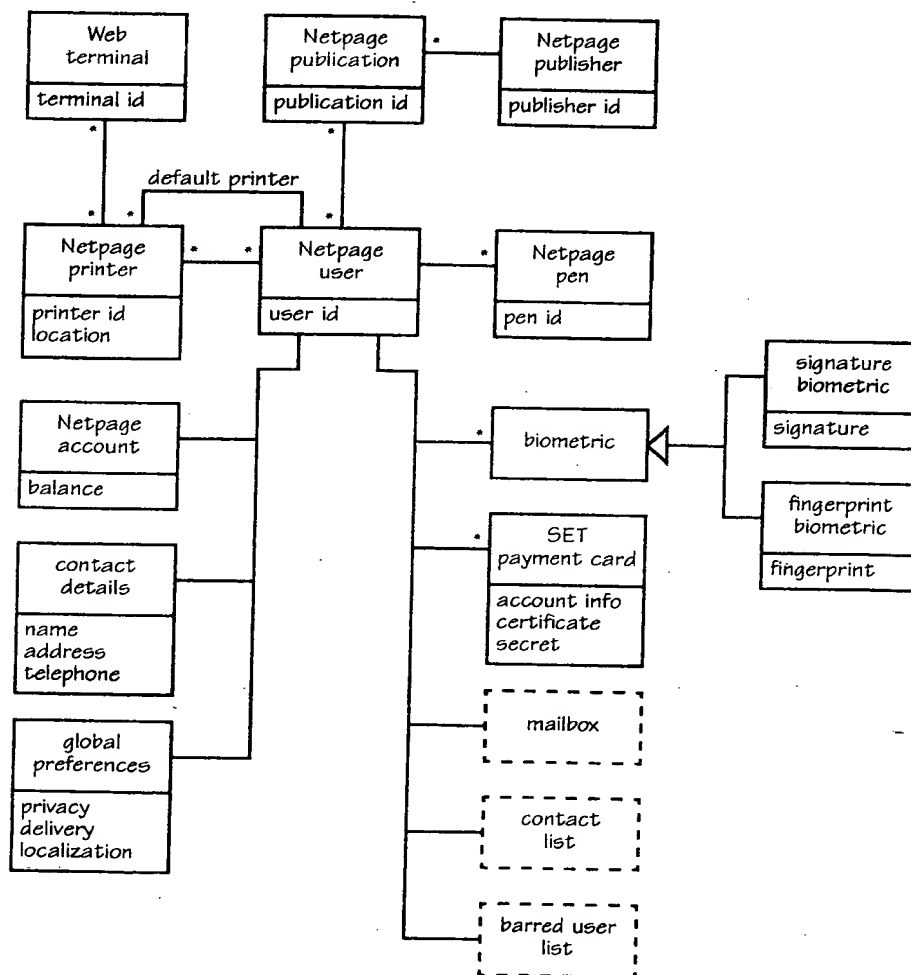 Web
terminal
terminal id
Netpage
publication
publication id
Netpage
publisher
publisher id
*
*
*
default printer
*
*
*
Netpage
printer
printer id
location
*
*
Netpage
user
user id
*
Netpage
pen
pen id
Netpage
account
balance
*
biometric
signature
biometric
signature
fingerprint
biometric
fingerprint
contact
details
name
address
telephone
*
SET
payment card
account info
certificate
secret
global
preferences
privacy
delivery
localization
mailbox
contact
list
barred user
list